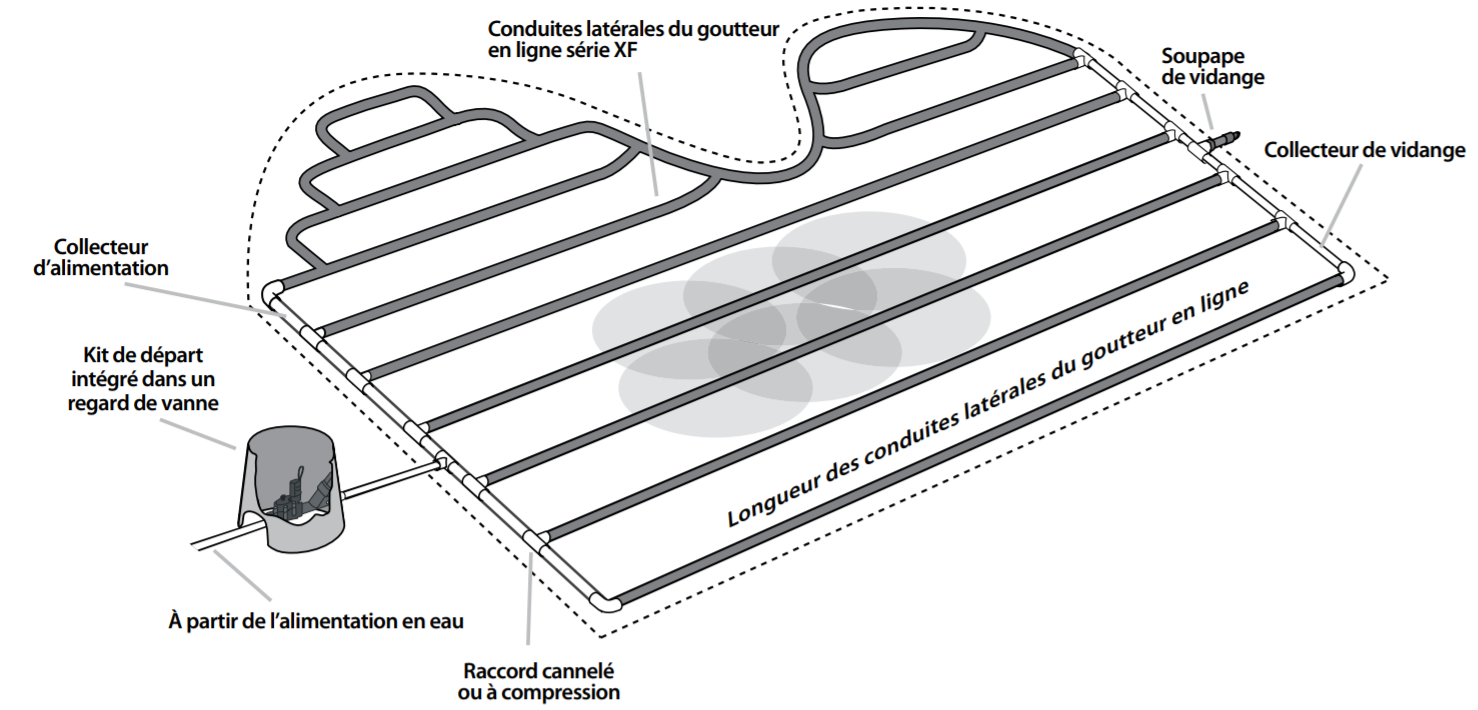 Conduites latérales du goutteur
en ligne série XF
Soupape
de vidange
Collecteur de vidange
Collecteur
d'alimentation
Kit de départ
intégré dans un
regard de vanne
Longueur des conduites latérales du goutteur en ligne
À partir de l'alimentation en eau
Raccord cannelé
ou à compression